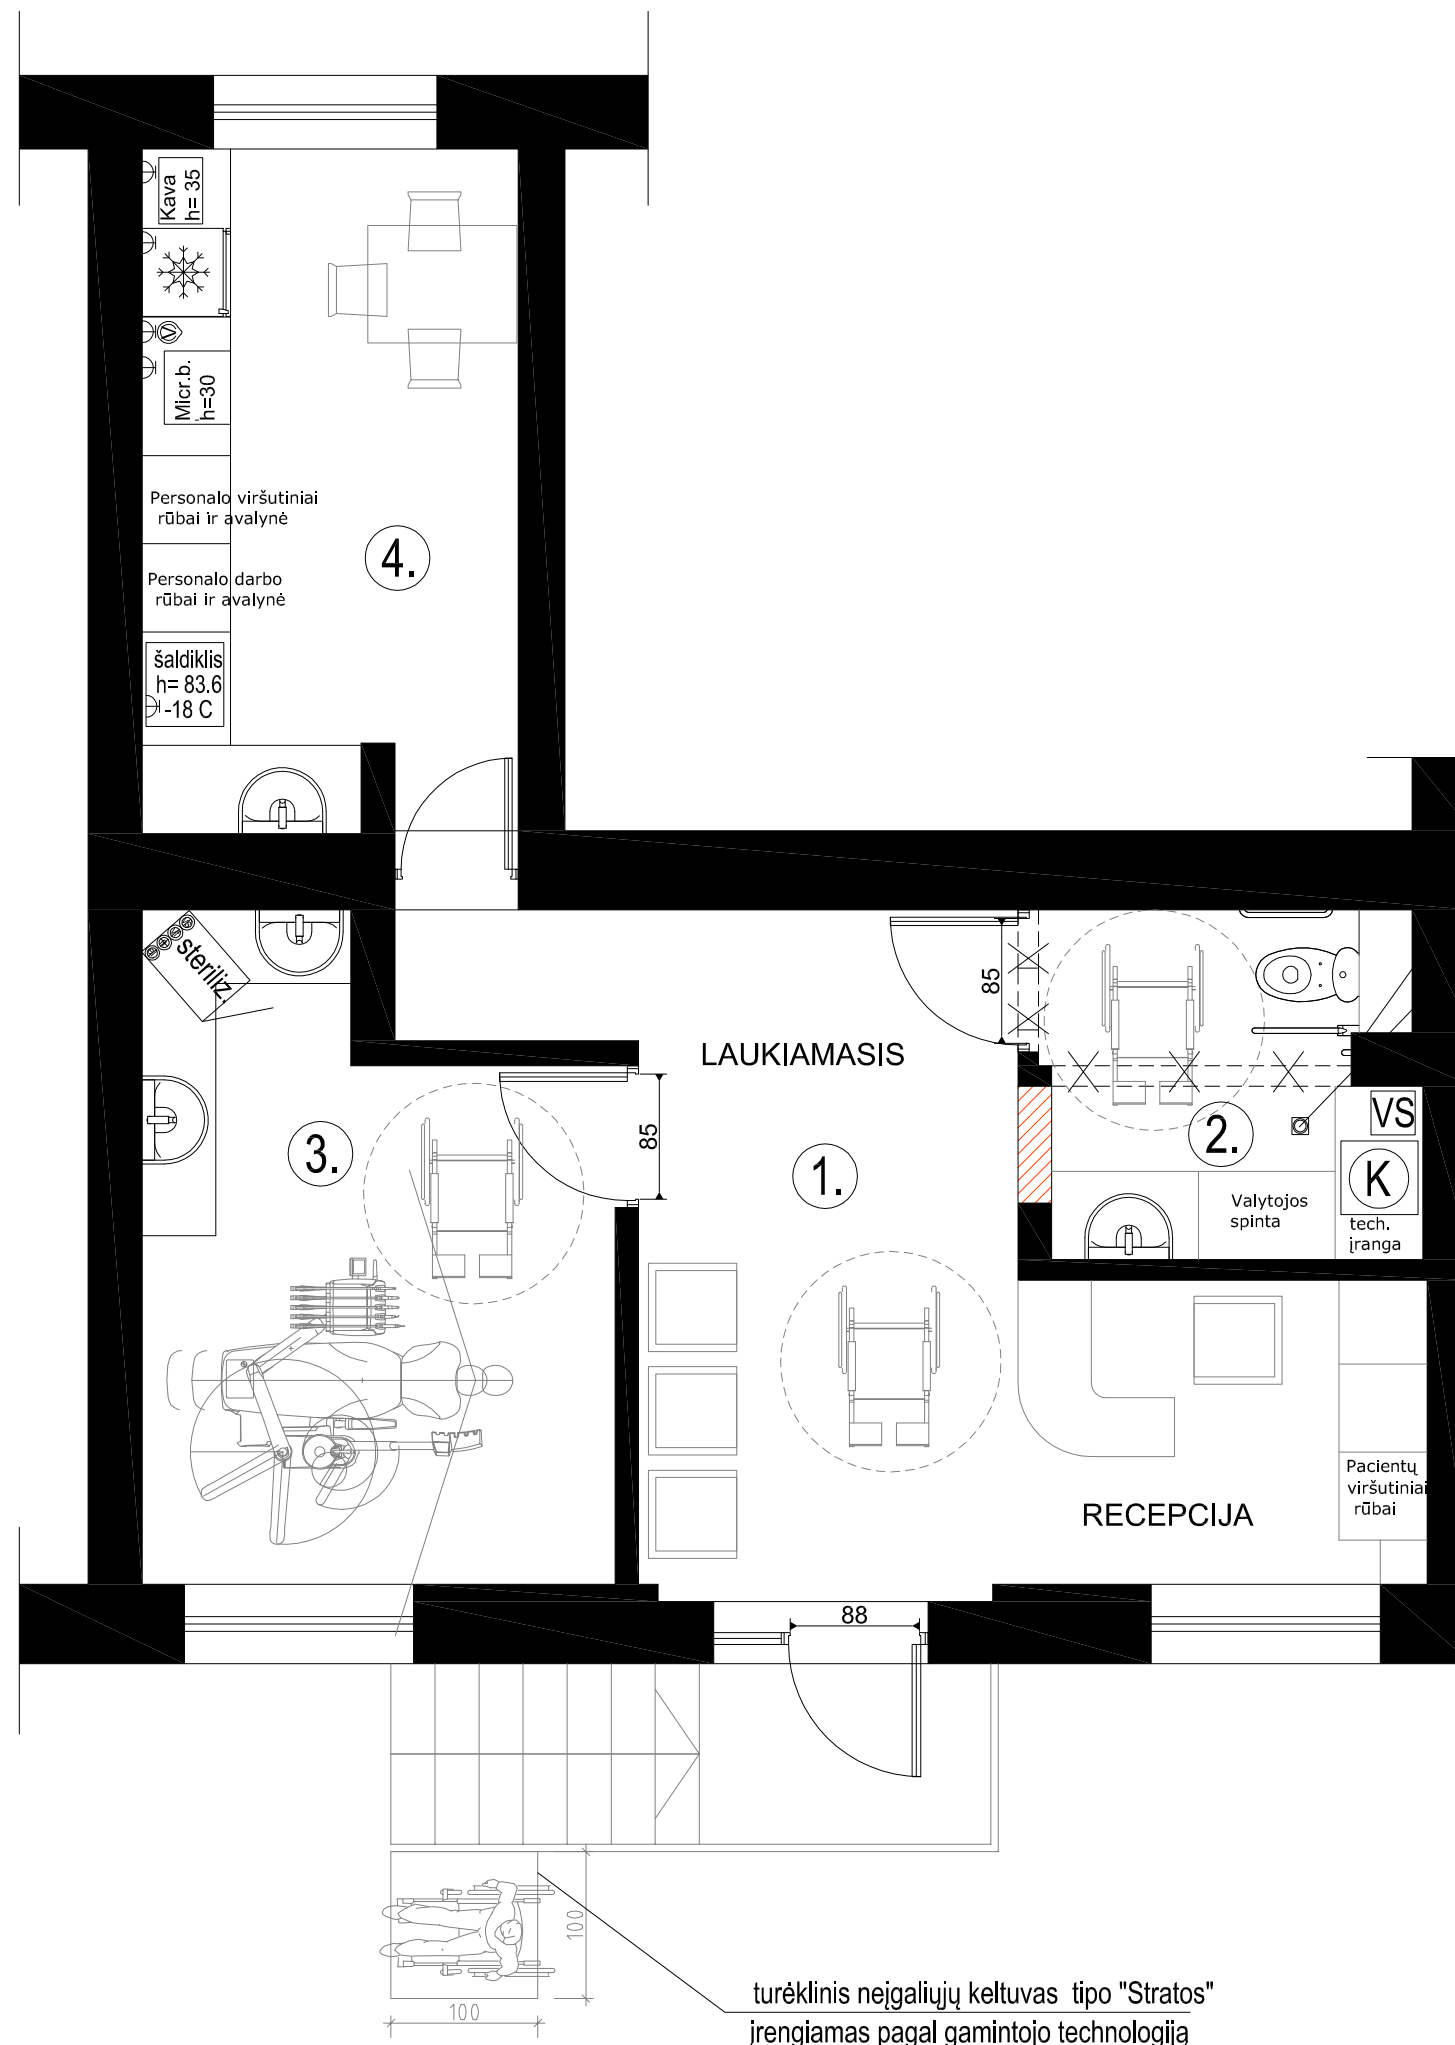 Kava
h= 35
V
Micr.b.
h=30
Personalo viršutiniai
rūbai ir avalynė
4.
Personalo darbo
rūbai ir avalynė
šaldiklis
h= 83.6
-18 C
steriliz.
85
LAUKIAMASIS
VS
85
3.
1.
2.
K
Valytojos
spinta
tech.
įranga
Pacientų
viršutiniai
rūbai
RECEPCIJA
88
100
100
turėklinis neįgaliųjų keltuvas tipo "Stratos"
įrengiamas pagal gamintojo technologiją